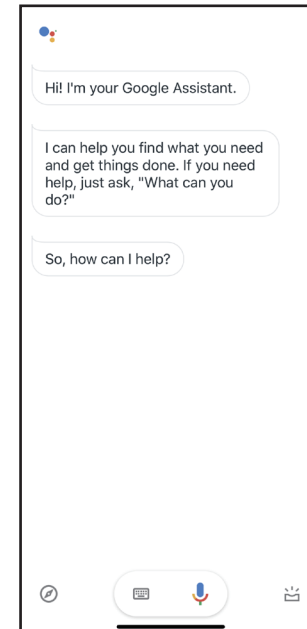 Hi! I'm your Google Assistant.
I can help you find what you need
and get things done. If you need
help, just ask, "What can you
do?"
So, how can I help?